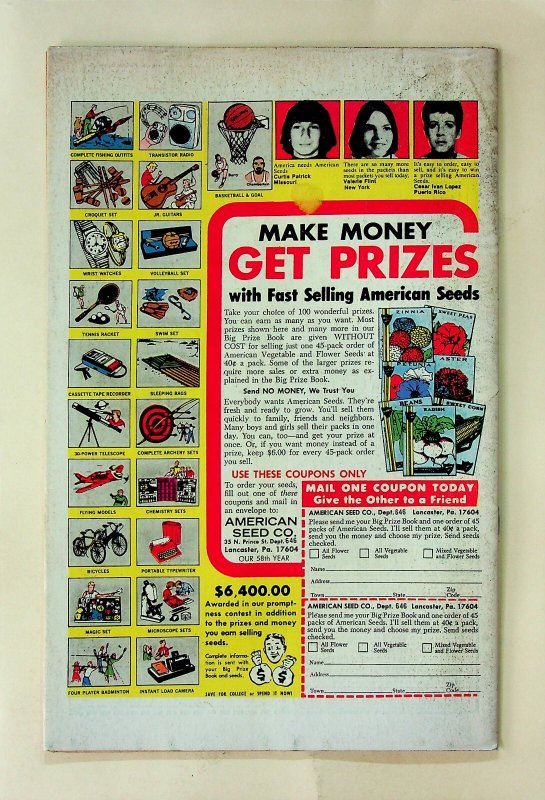 COMPLETE FISHING OUTFITS
TRANSISTOR RADIO
CROQUET SET
JR. GUITARS
WRIST WATCHES
VOLLEYBALL SET
TENNIS RACKET
SWIM SET
CASSETTE TAPE RECORDER
SLEEPING BAGS
30-POWER TELESCOPE
COMPLETE ARCHERY SETS
FLYING MODELS
CHEMISTRY SETS
BICYCLES
PORTABLE TYPEWRITER
MAGIC SET
MICROSCOPE SETS
FOUR PLAYER BADMINTON
INSTANT LOAD CAMERA
Barry
Chamberlain
BASKETBALL & GOAL
America needs American
Seeds
Curtis Patrick
Missouri
There are so many more
seeds in the packets than
most packets you sell today.
Valerie Flint
New York
It's easy to order, easy to
sell, and it's easy to win
a prize selling American
Seeds.
Cesar Ivan Lopez
Puerto Rico
MAKE MONEY
GET PRIZES
with Fast Selling American Seeds
Take your choice of 100 wonderful prizes.
You can earn as many as you want. Most
prizes shown here and many more in our
Big Prize Book are given WITHOUT
COST for selling just one 45-pack order of
American Vegetable and Flower Seeds at
40¢ a pack. Some of the larger prizes re-
quire more sales or extra money as ex-
plained in the Big Prize Book.
Send NO MONEY, We Trust You
Everybody wants American Seeds. They're
fresh and ready to grow. You'll sell them
quickly to family, friends and neighbors.
Many boys and girls sell their packs in one
day. You can, too—and get your prize at
once. Or, if you want money instead of a
prize, keep $6.00 for every 45-pack order
you sell.
ZINNIA
SWEET PEAS
PETUNIA
ASTER
BEANS
RADISH
SWEET CORN
USE THESE COUPONS ONLY
To order your seeds,
fill out one of these
coupons and mail in
an envelope to:
AMERICAN
SEED CO.
35 N. Prince St. Dept. 646
Lancaster, Pa. 17604
OUR 58th YEAR
MAIL ONE COUPON TODAY
Give the Other to a Friend
AMERICAN SEED CO., Dept. 646 Lancaster, Pa. 17604
Please send me your Big Prize Book and one order of 45
packs of American Seeds. I'll sell them at 40¢ a pack,
send you the money and choose my prize. Send seeds
checked.
All Flower
Seeds
All Vegetable
Seeds
Mixed Vegetable
and Flower Seeds
Name
Address
Town
State
Zip
Code
AMERICAN SEED CO., Dept. 646 Lancaster, Pa. 17604
Please send me your Big Prize Book and one order of 45
packs of American Seeds. I'll sell them at 40¢ a pack,
send you the money and choose my prize. Send seeds
checked.
All Flower
Seeds
All Vegetable
Seeds
Mixed Vegetable
and Flower Seeds
Name
Address
Town
State
Zip
Code
$6,400.00
Awarded in our prompt-
ness contest in addition
to the prizes and money
you earn selling
seeds.
Complete informa-
tion is sent with
your Big Prize
Book and seeds.
$ $
SAVE FOR COLLEGE or SPEND IT NOW!